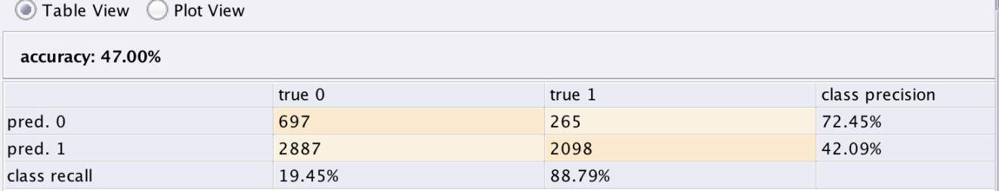 Table View Plot View
accuracy: 47.00%
true 0 true 1 class precision
pred. 0 697 265 72.45%
pred. 1 2887 2098 42.09%
class recall 19.45% 88.79%